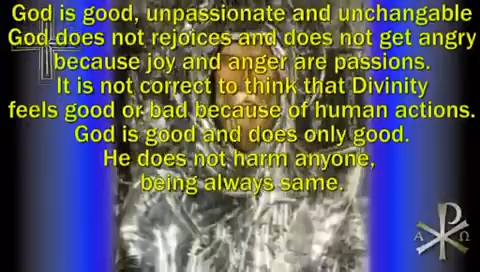 God is good, unpassionate and unchangable
God does not rejoices and does not get angry
because joy and anger are passions.
It is not correct to think that Divinity
feels good or bad because of human actions.
God is good and does only good.
He does not harm anyone,
being always same.
Α Ω